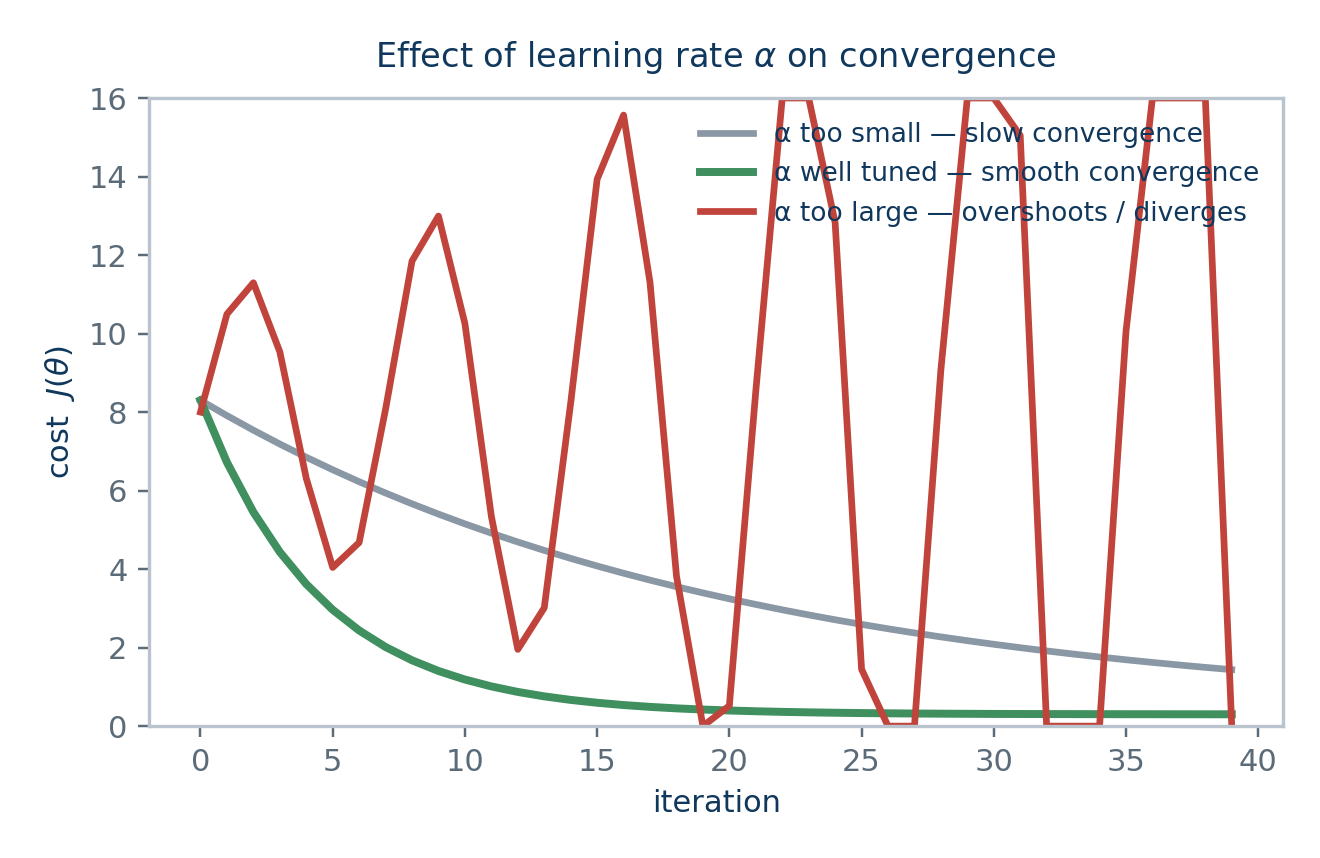 Effect of learning rate α on convergence
16
14
12
10
8
6
4
2
0
cost J(θ)
α too small — slow convergence
α well tuned — smooth convergence
α too large — overshoots / diverges
0 5 10 15 20 25 30 35 40
iteration